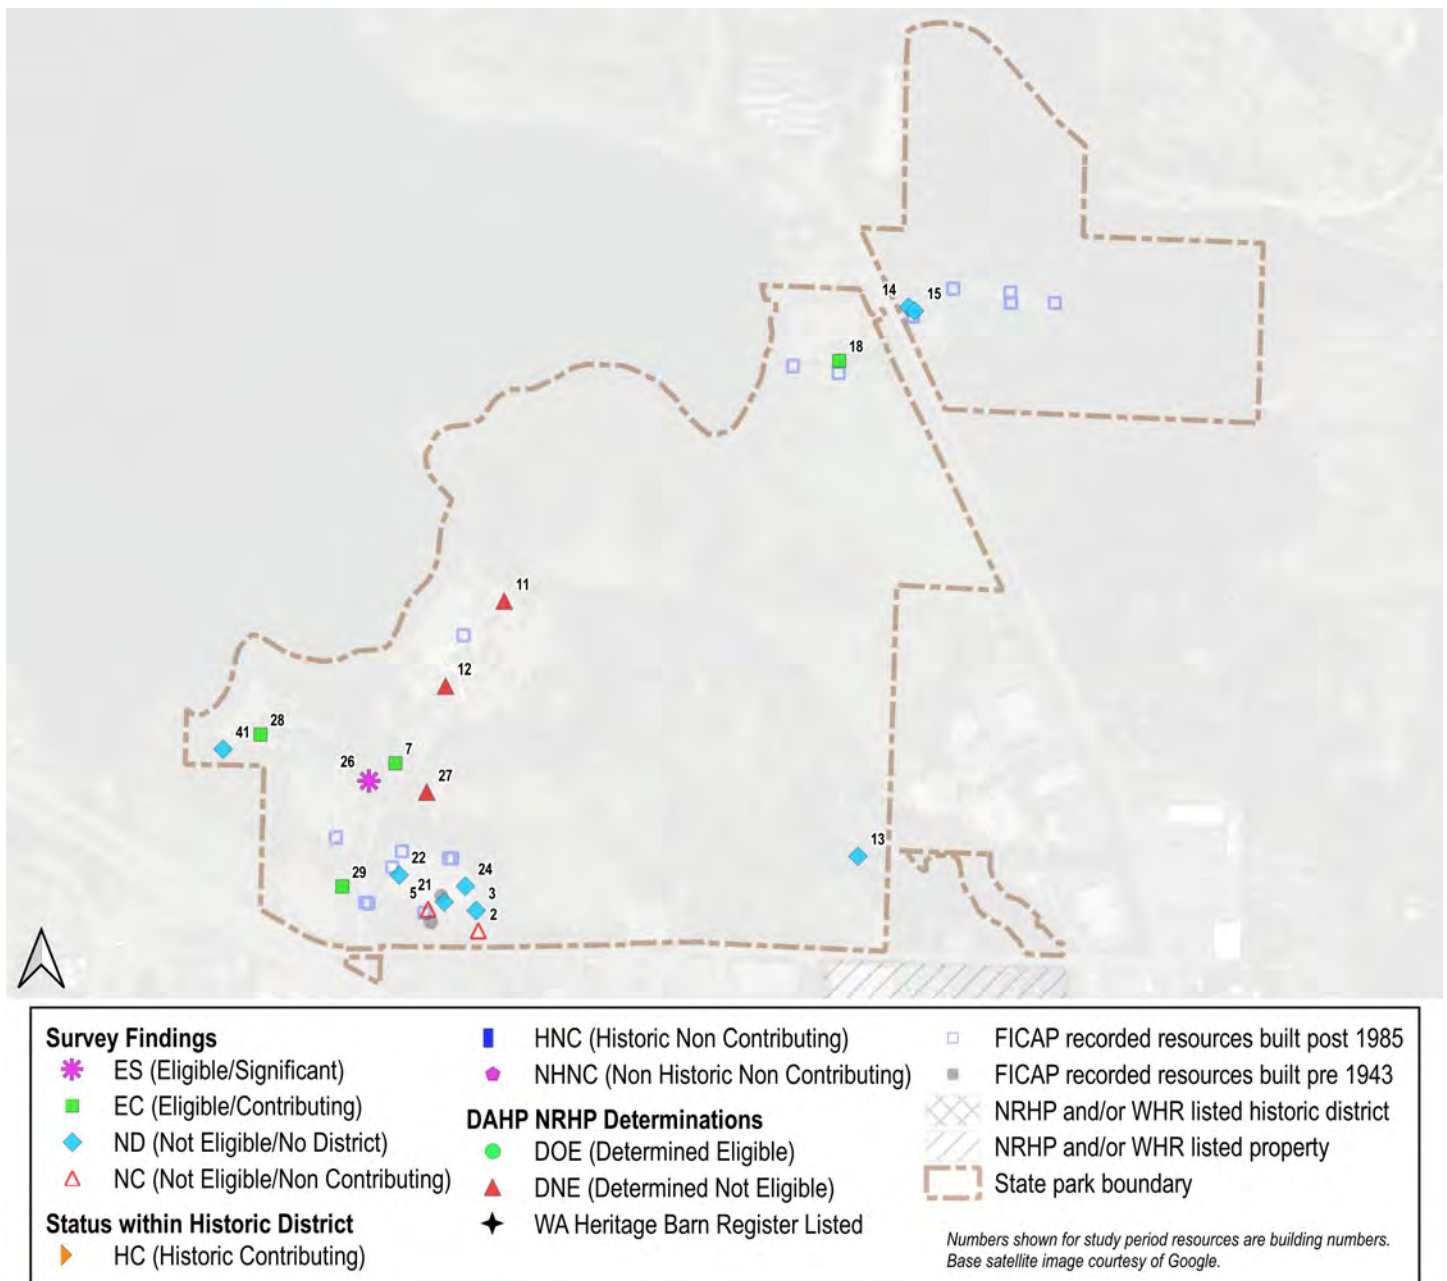 14
15
18
11
12
28
41
7
26
27
13
22
24
29
21
5
3
2
Survey Findings
ES (Eligible/Significant)
EC (Eligible/Contributing)
ND (Not Eligible/No District)
NC (Not Eligible/Non Contributing)
Status within Historic District
HC (Historic Contributing)
HNC (Historic Non Contributing)
NHNC (Non Historic Non Contributing)
DAHP NRHP Determinations
DOE (Determined Eligible)
DNE (Determined Not Eligible)
WA Heritage Barn Register Listed
FICAP recorded resources built post 1985
FICAP recorded resources built pre 1943
NRHP and/or WHR listed historic district
NRHP and/or WHR listed property
State park boundary
Numbers shown for study period resources are building numbers.
Base satellite image courtesy of Google.